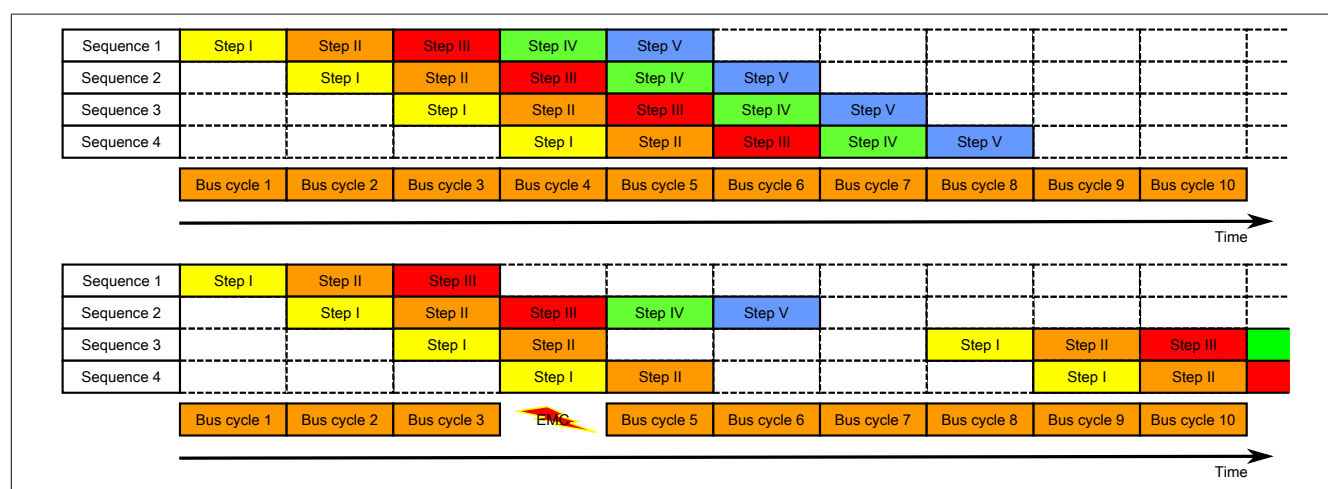 Sequence 1 Step I Step II Step III Step IV Step V
Sequence 2 Step I Step II Step III Step IV Step V
Sequence 3 Step I Step II Step III Step IV Step V
Sequence 4 Step I Step II Step III Step IV Step V
Bus cycle 1 Bus cycle 2 Bus cycle 3 Bus cycle 4 Bus cycle 5 Bus cycle 6 Bus cycle 7 Bus cycle 8 Bus cycle 9 Bus cycle 10
Time
Sequence 1 Step I Step II Step III
Sequence 2 Step I Step II Step III Step IV Step V
Sequence 3 Step I Step II Step I Step II Step III
Sequence 4 Step I Step II Step I Step II
Bus cycle 1 Bus cycle 2 Bus cycle 3 EMC Bus cycle 5 Bus cycle 6 Bus cycle 7 Bus cycle 8 Bus cycle 9 Bus cycle 10
Time